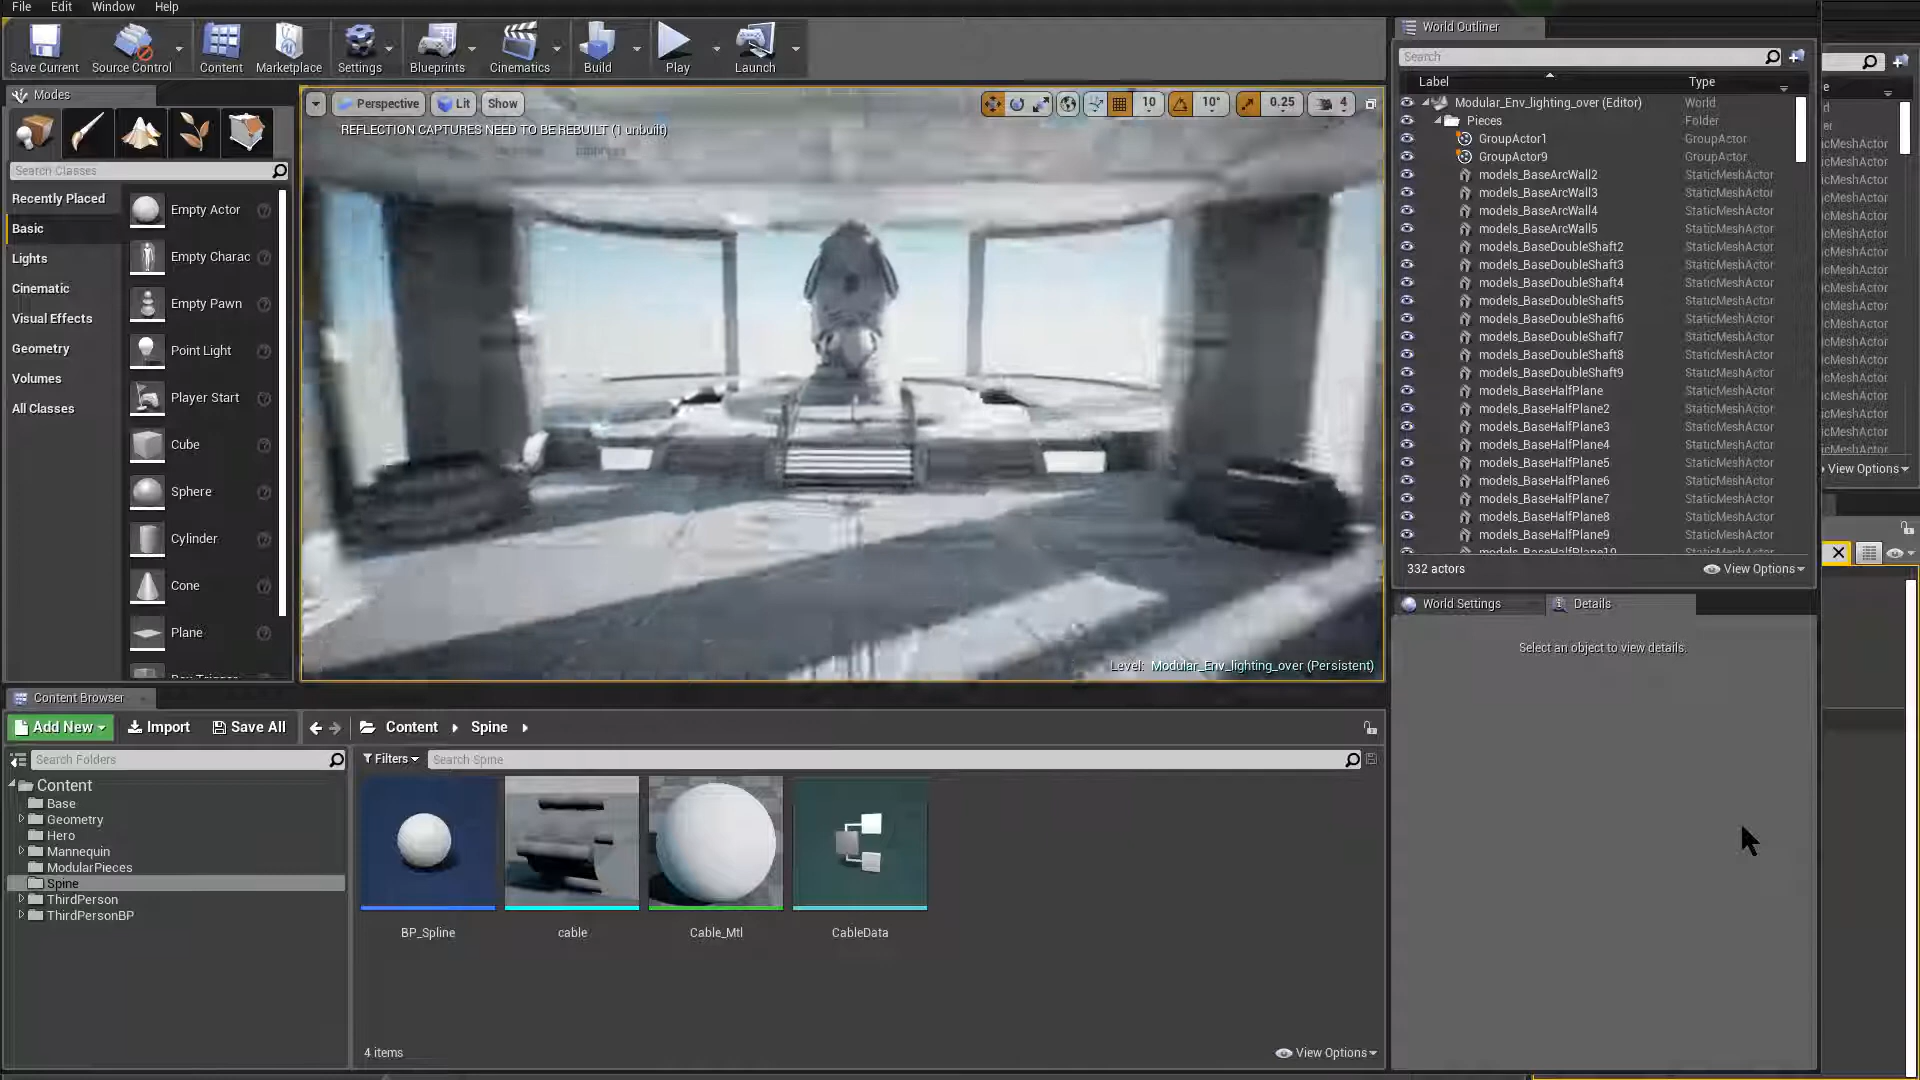 File Edit Window Help
Save Current Source Control Content Marketplace Settings Blueprints Cinematics Build Play Launch
Modes
Search Classes
Recently Placed
Basic
Lights
Cinematic
Visual Effects
Geometry
Volumes
All Classes
Empty Actor
Empty Charac
Empty Pawn
Point Light
Player Start
Cube
Sphere
Cylinder
Cone
Plane
Perspective Lit Show 10 10° 0.25 4
REFLECTION CAPTURES NEED TO BE REBUILT (1 unbuilt)
Level: Modular_Env_lighting_over (Persistent)
World Outliner
Search
Label Type
Modular_Env_lighting_over (Editor) World
Pieces Folder
GroupActor1 GroupActor
GroupActor9 GroupActor
models_BaseArcWall2 StaticMeshActor
models_BaseArcWall3 StaticMeshActor
models_BaseArcWall4 StaticMeshActor
models_BaseArcWall5 StaticMeshActor
models_BaseDoubleShaft2 StaticMeshActor
models_BaseDoubleShaft3 StaticMeshActor
models_BaseDoubleShaft4 StaticMeshActor
models_BaseDoubleShaft5 StaticMeshActor
models_BaseDoubleShaft6 StaticMeshActor
models_BaseDoubleShaft7 StaticMeshActor
models_BaseDoubleShaft8 StaticMeshActor
models_BaseDoubleShaft9 StaticMeshActor
models_BaseHalfPlane StaticMeshActor
models_BaseHalfPlane2 StaticMeshActor
models_BaseHalfPlane3 StaticMeshActor
models_BaseHalfPlane4 StaticMeshActor
models_BaseHalfPlane5 StaticMeshActor
models_BaseHalfPlane6 StaticMeshActor
models_BaseHalfPlane7 StaticMeshActor
models_BaseHalfPlane8 StaticMeshActor
models_BaseHalfPlane9 StaticMeshActor
models_BaseHalfPlane10 StaticMeshActor
332 actors View Options
View Options
World Settings Details
Select an object to view details.
Content Browser
Add New Import Save All Content Spine
Search Folders
Filters Search Spine
Content
Base
Geometry
Hero
Mannequin
ModularPieces
Spine
ThirdPerson
ThirdPersonBP
BP_Spline cable Cable_Mtl CableData
4 items View Options